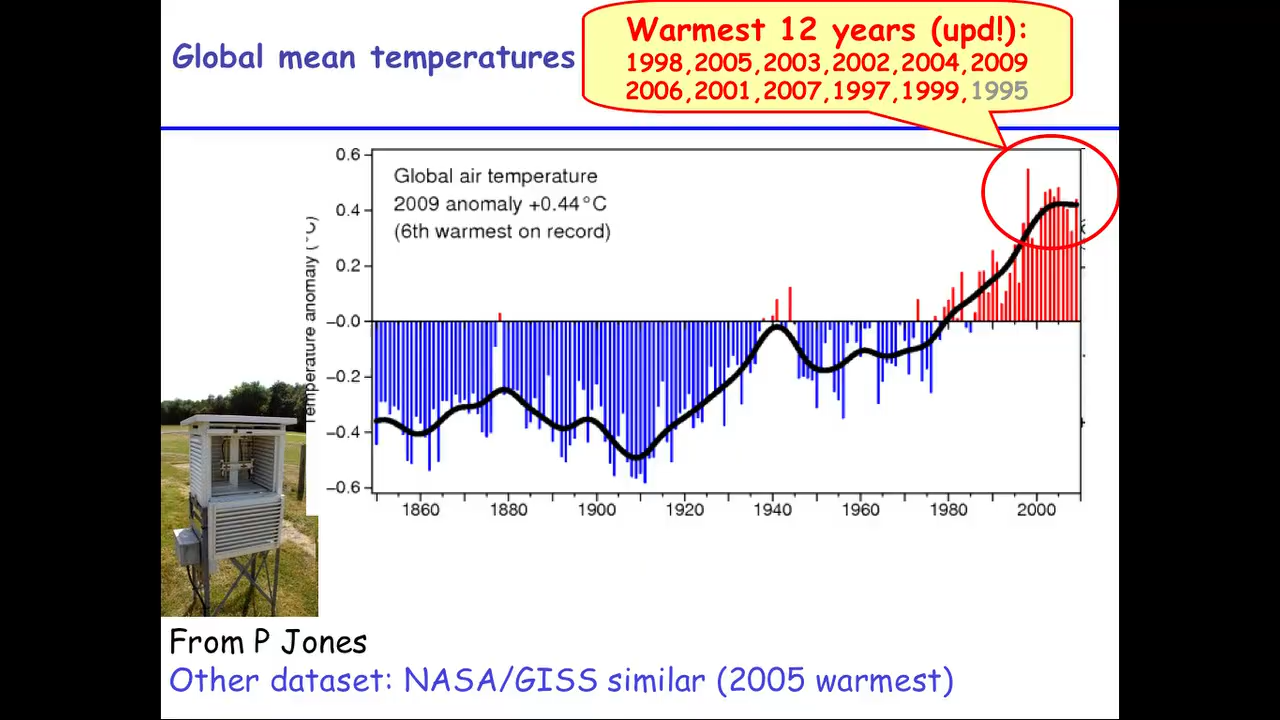 Global mean temperatures
Warmest 12 years (upd!):
1998,2005,2003,2002,2004,2009
2006,2001,2007,1997,1999,1995
Global air temperature
2009 anomaly +0.44°C
(6th warmest on record)
Temperature anomaly (°C)
0.6
0.4
0.2
-0.0
-0.2
-0.4
-0.6
1860 1880 1900 1920 1940 1960 1980 2000
From P Jones
Other dataset: NASA/GISS similar (2005 warmest)